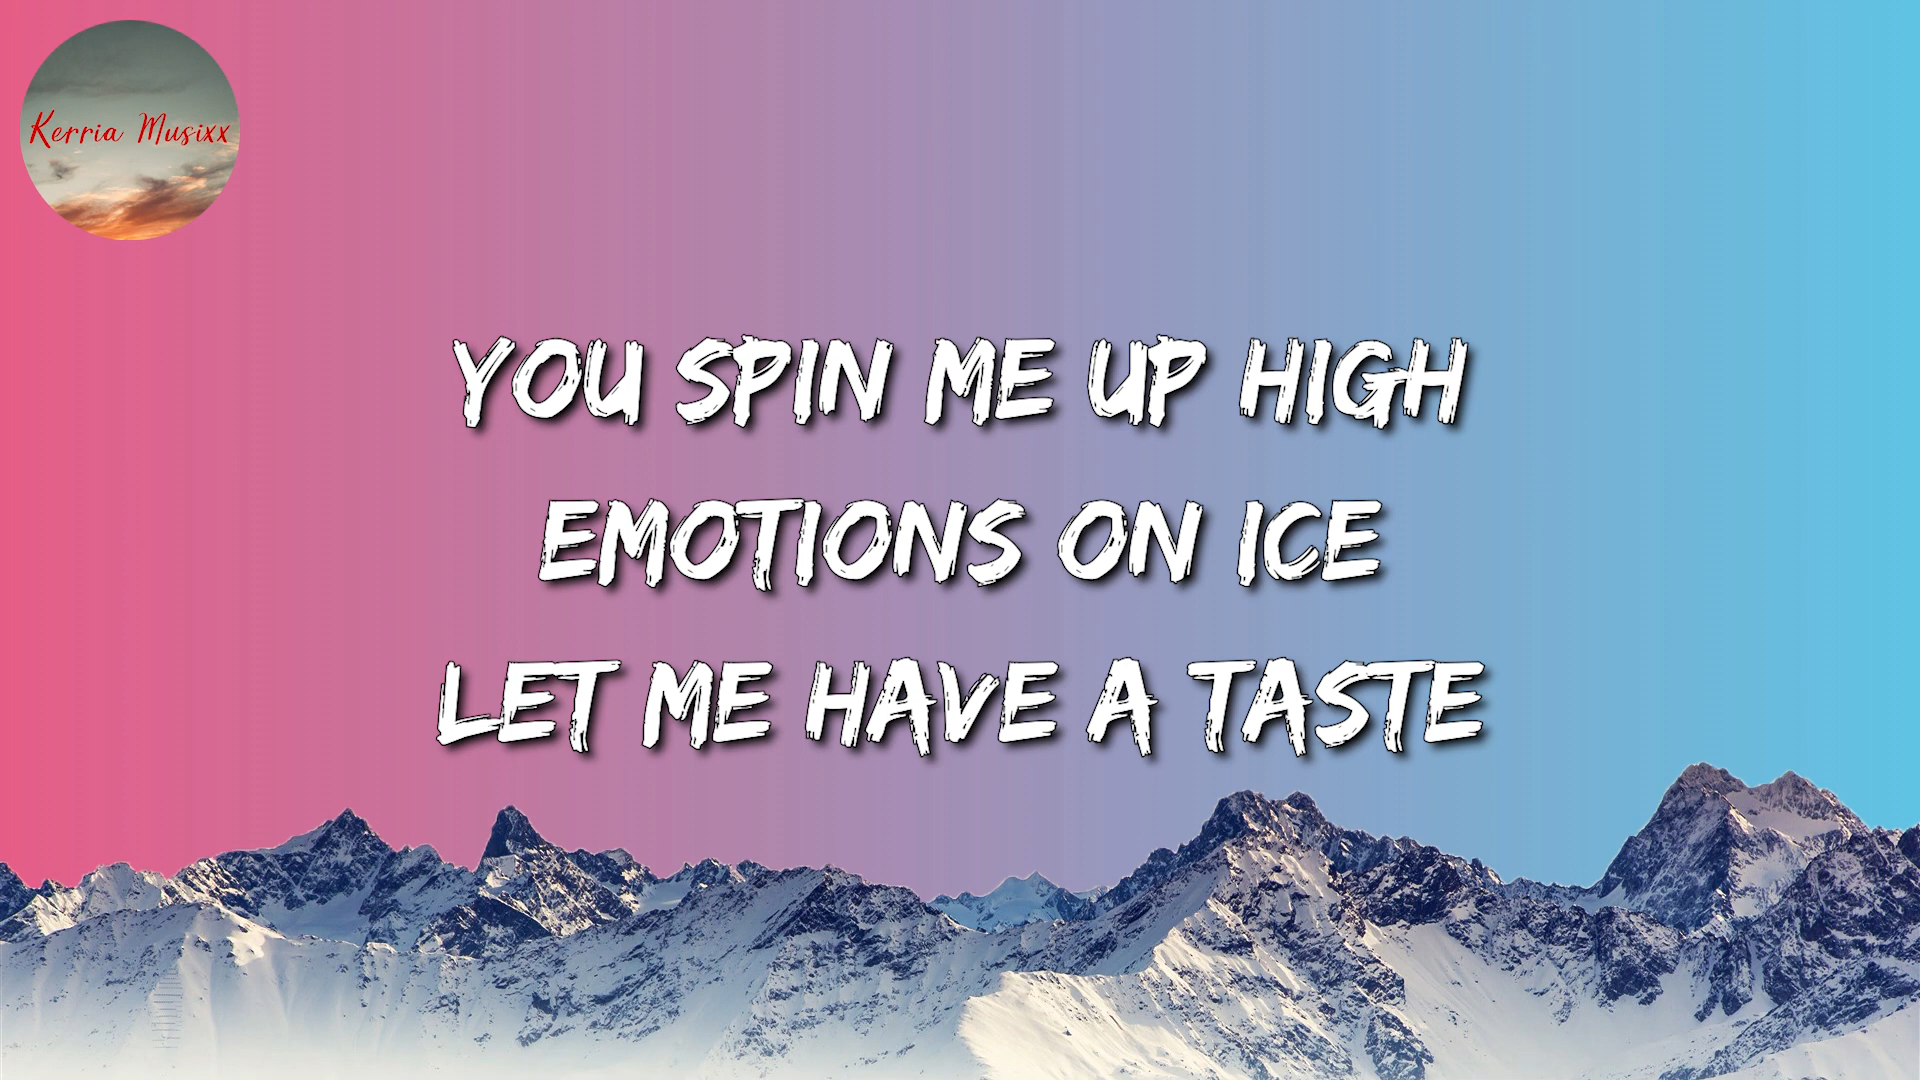 Kerria Musixx
YOU SPIN ME UP HIGH
EMOTIONS ON ICE
LET ME HAVE A TASTE